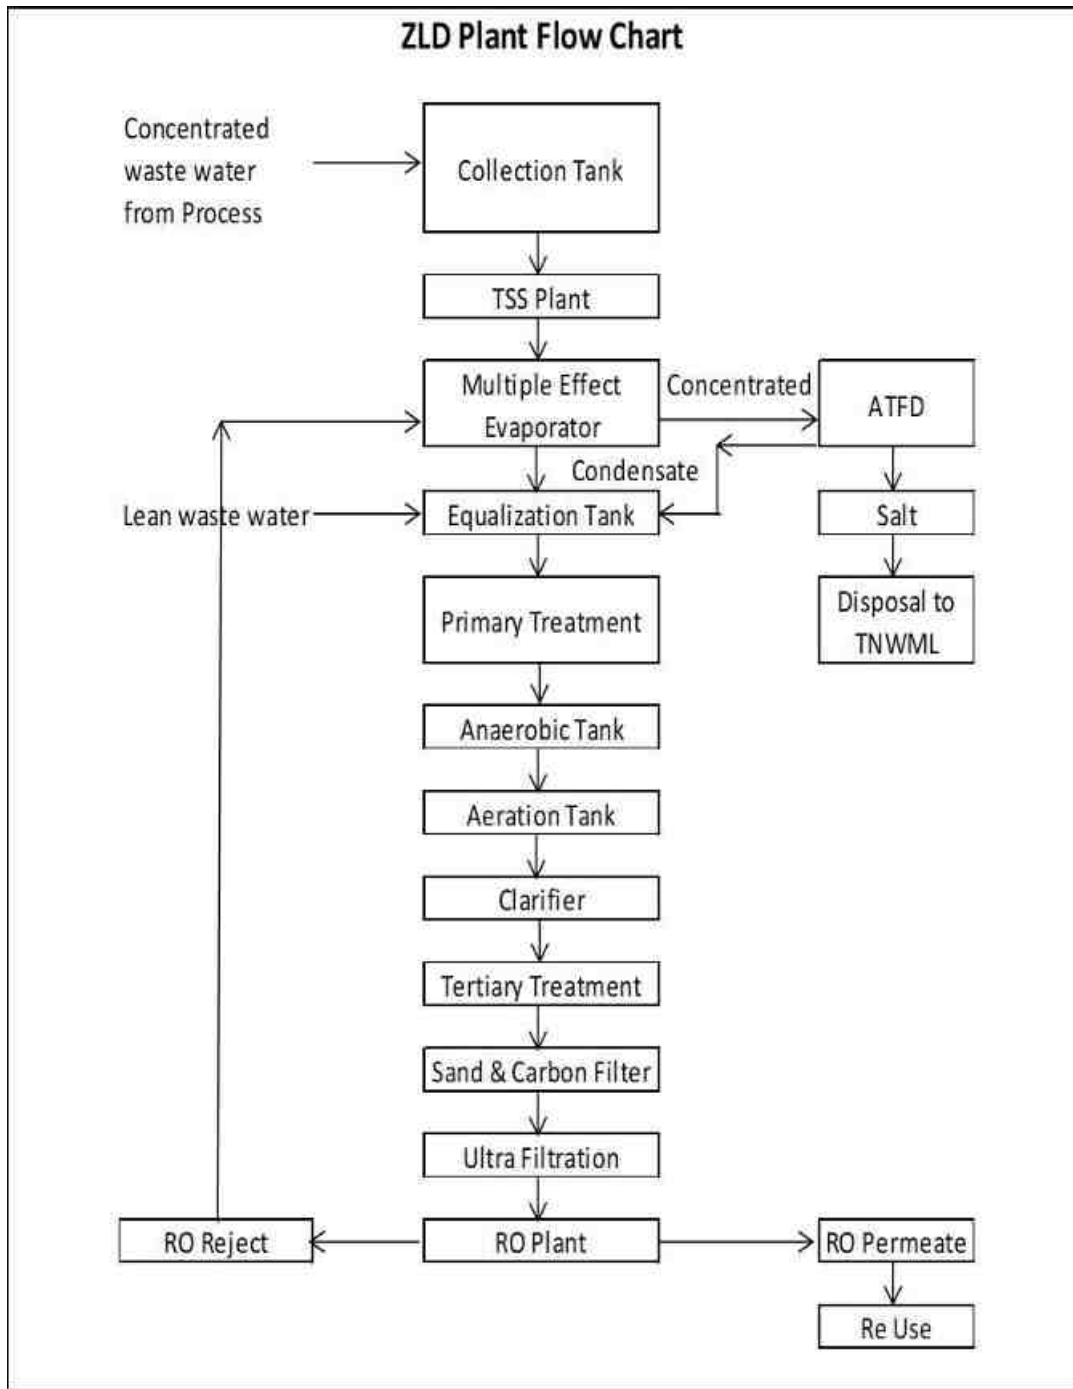 ZLD Plant Flow Chart
Concentrated
waste water
from Process
Collection Tank
TSS Plant
Multiple Effect
Evaporator
Concentrated
ATFD
Condensate
Lean waste water
Equalization Tank
Salt
Primary Treatment
Disposal to
TNWML
Anaerobic Tank
Aeration Tank
Clarifier
Tertiary Treatment
Sand & Carbon Filter
Ultra Filtration
RO Reject
RO Plant
RO Permeate
Re Use